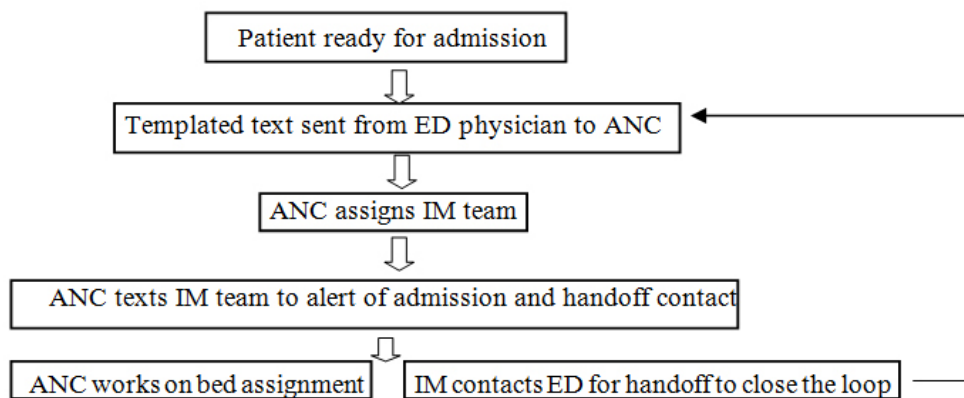 Patient ready for admission
Templated text sent from ED physician to ANC
ANC assigns IM team
ANC texts IM team to alert of admission and handoff contact
ANC works on bed assignment
IM contacts ED for handoff to close the loop